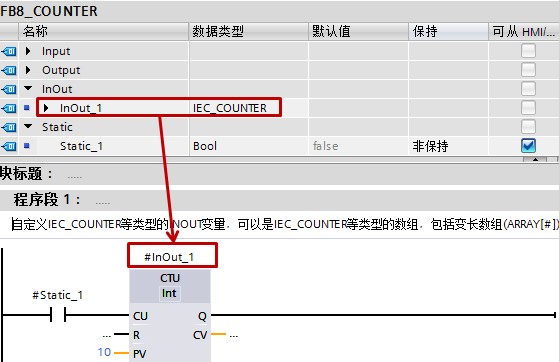 FB8_COUNTER
名称 数据类型 默认值 保持 可从 HMI/...
Input
Output
InOut
InOut_1 IEC_COUNTER
Static
Static_1 Bool false 非保持
块标题： .....
程序段 1： .....
自定义IEC_COUNTER等类型的INOUT变量，可以是IEC_COUNTER等类型的数组，包括变长数组(ARRAY[#])
#InOut_1
CTU
Int
#Static_1
CU Q
... R CV ...
10 PV